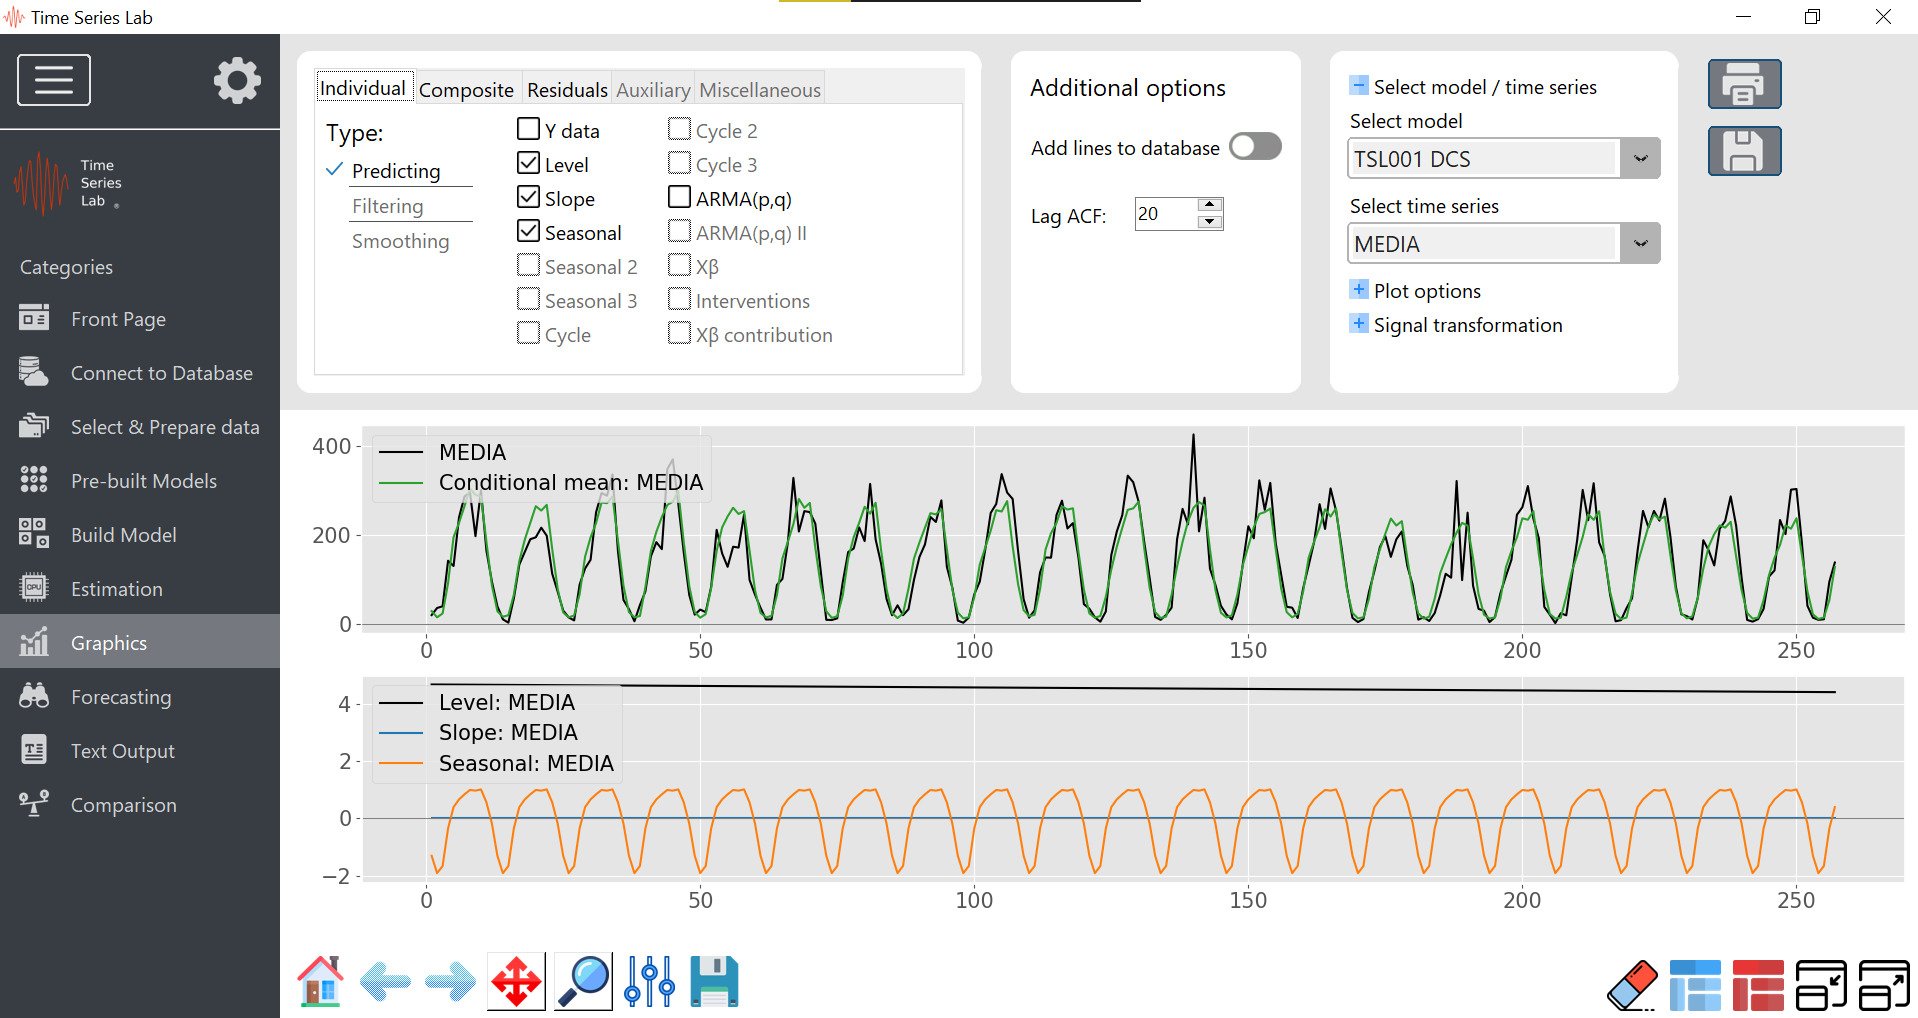 Time Series Lab
Time
Series
Lab
Categories
Front Page
Connect to Database
Select & Prepare data
Pre-built Models
Build Model
CPU
Estimation
Graphics
Forecasting
Text Output
Comparison
Individual Composite Residuals Auxiliary Miscellaneous
Type:
Predicting
Filtering
Smoothing
Y data
Level
Slope
Seasonal
Seasonal 2
Seasonal 3
Cycle
Cycle 2
Cycle 3
ARMA(p,q)
ARMA(p,q) II
Xβ
Interventions
Xβ contribution
Additional options
Add lines to database
Lag ACF: 20
Select model / time series
Select model
TSL001 DCS
Select time series
MEDIA
Plot options
Signal transformation
400
200
0
MEDIA
Conditional mean: MEDIA
0 50 100 150 200 250
4
2
0
−2
Level: MEDIA
Slope: MEDIA
Seasonal: MEDIA
0 50 100 150 200 250